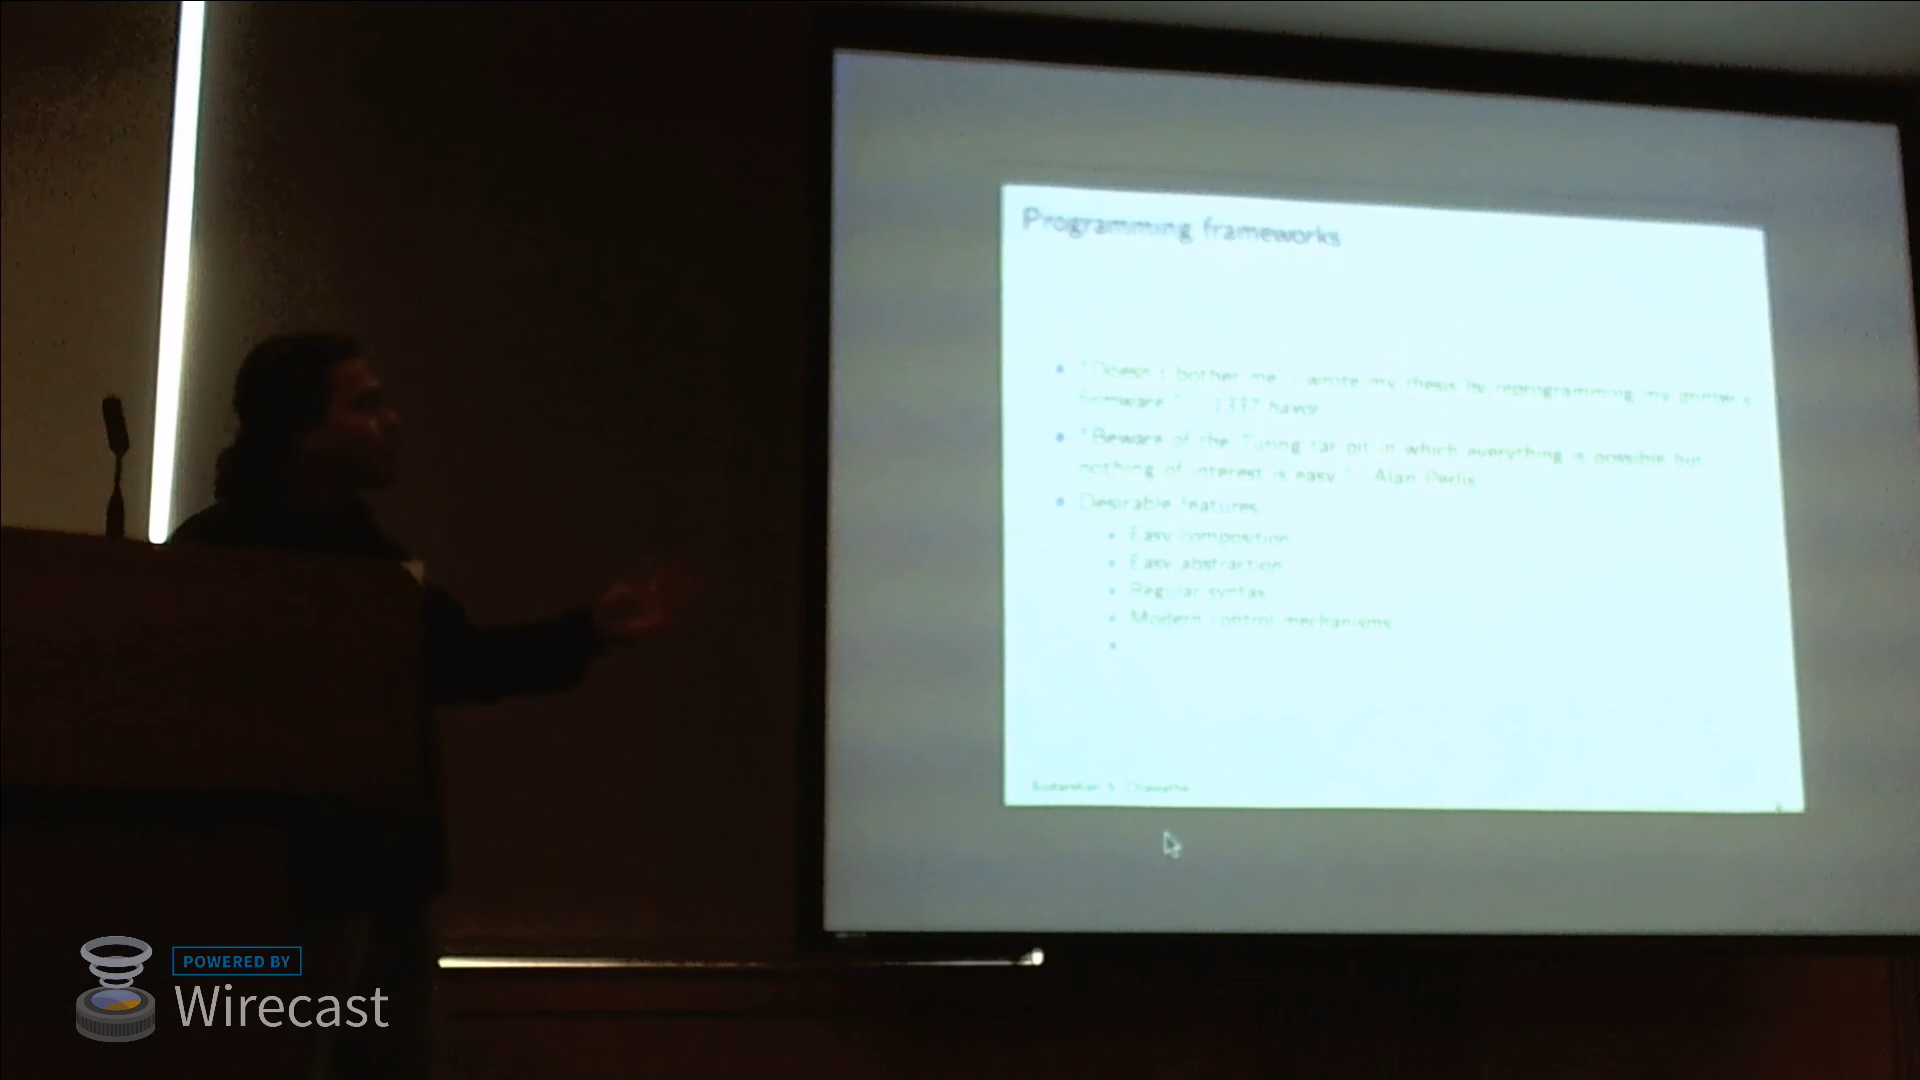 Programming frameworks
"Doesn't bother me. I wrote my thesis by reprogramming my printer's
firmware."
"Beware of the Turing tar pit in which everything is possible but
nothing of interest is easy." Alan Perlis
Desirable features
Easy composition
Easy abstraction
Regular syntax
Modern control mechanisms
Sudarshan S. Chawathe
POWERED BY
Wirecast